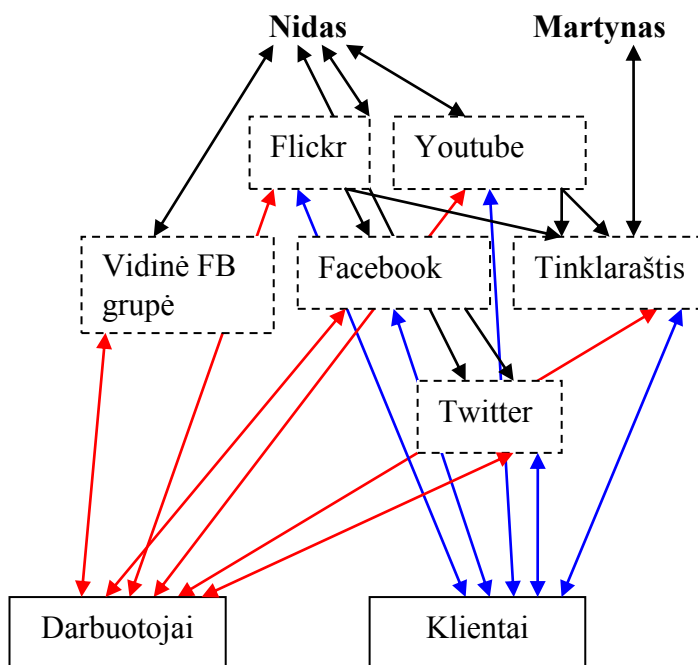 Nidas
Martynas
Flickr
Youtube
Vidinė FB
grupė
Facebook
Tinklaraštis
Twitter
Darbuotojai
Klientai